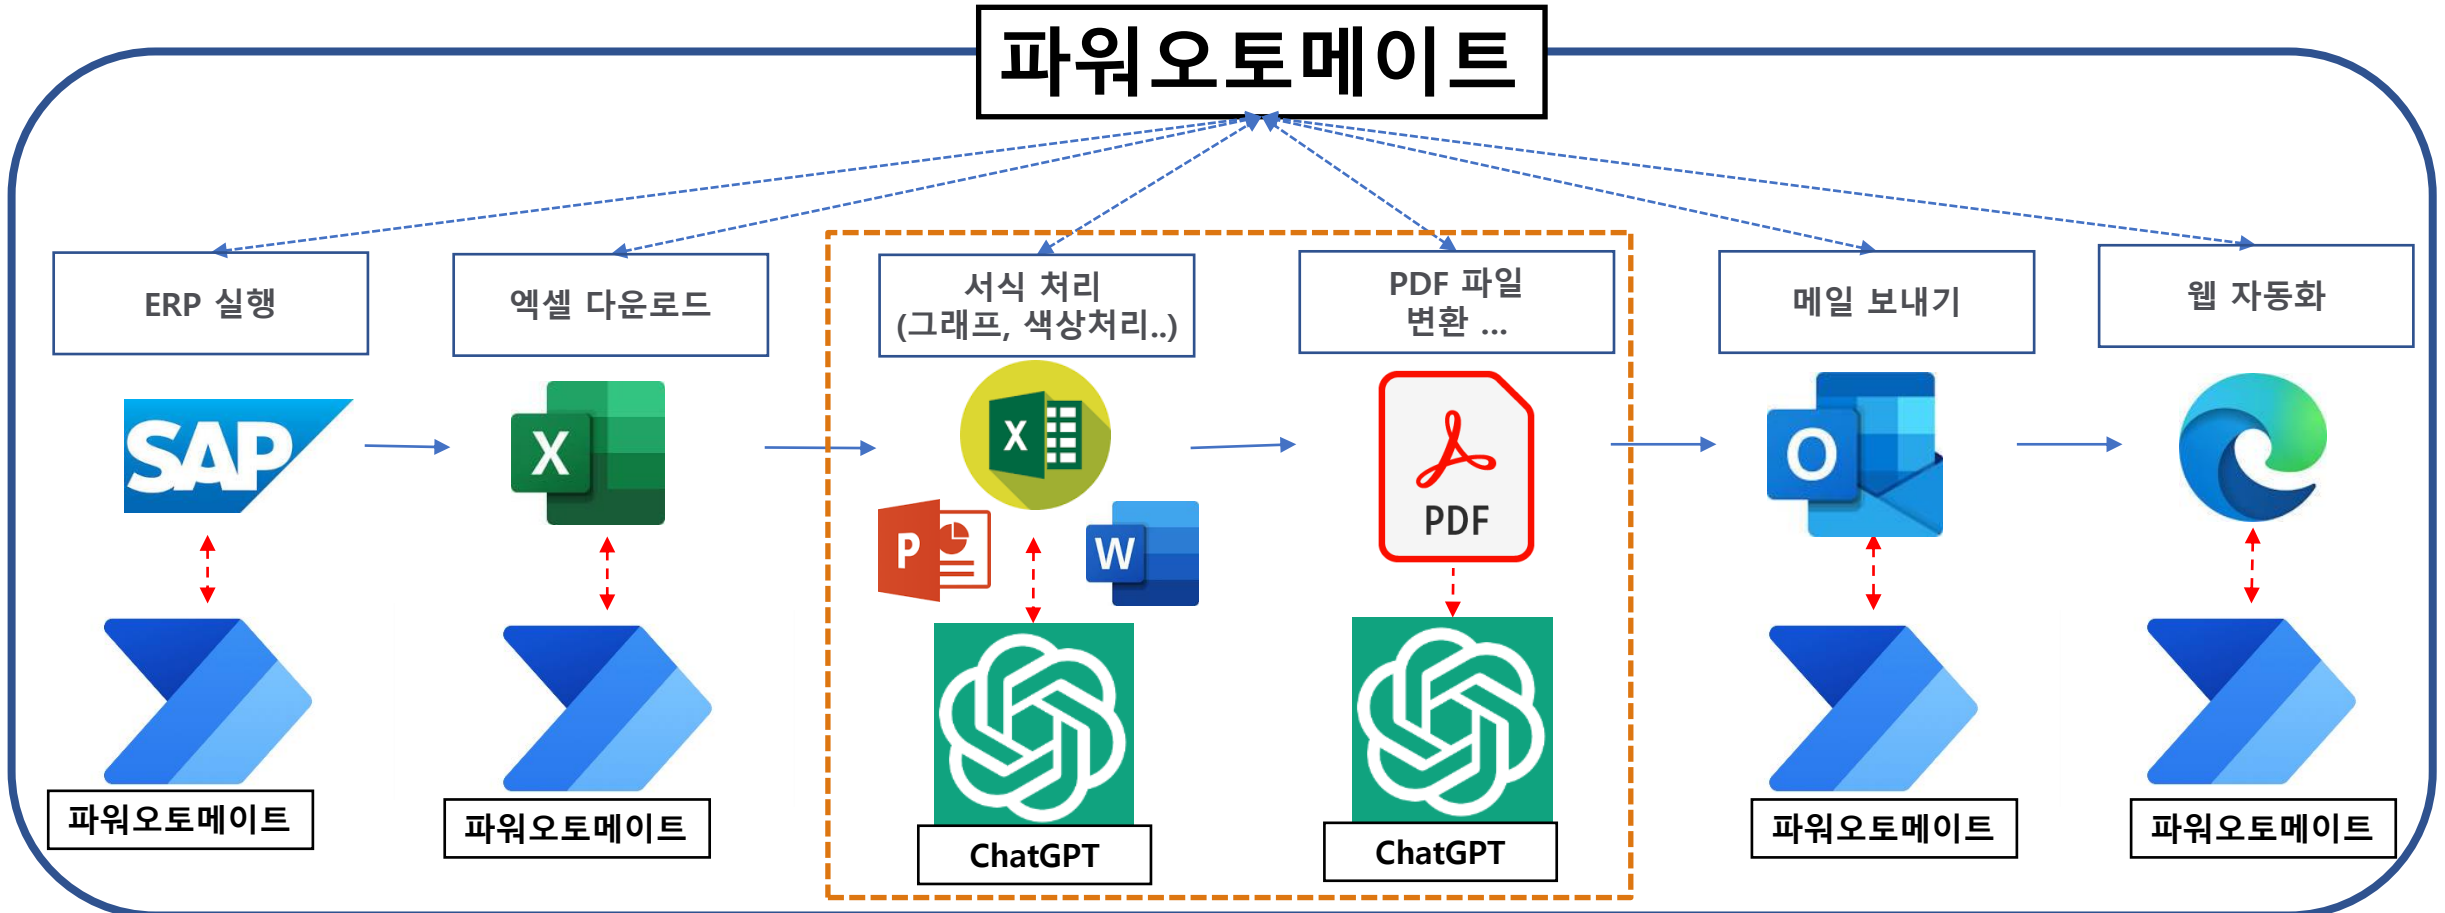 파워오토메이트
ERP 실행
엑셀 다운로드
서식 처리
(그래프, 색상처리..)
PDF 파일
변환 ...
메일 보내기
웹 자동화
SAP
X
X
P
W
PDF
O
파워오토메이트
파워오토메이트
ChatGPT
ChatGPT
파워오토메이트
파워오토메이트